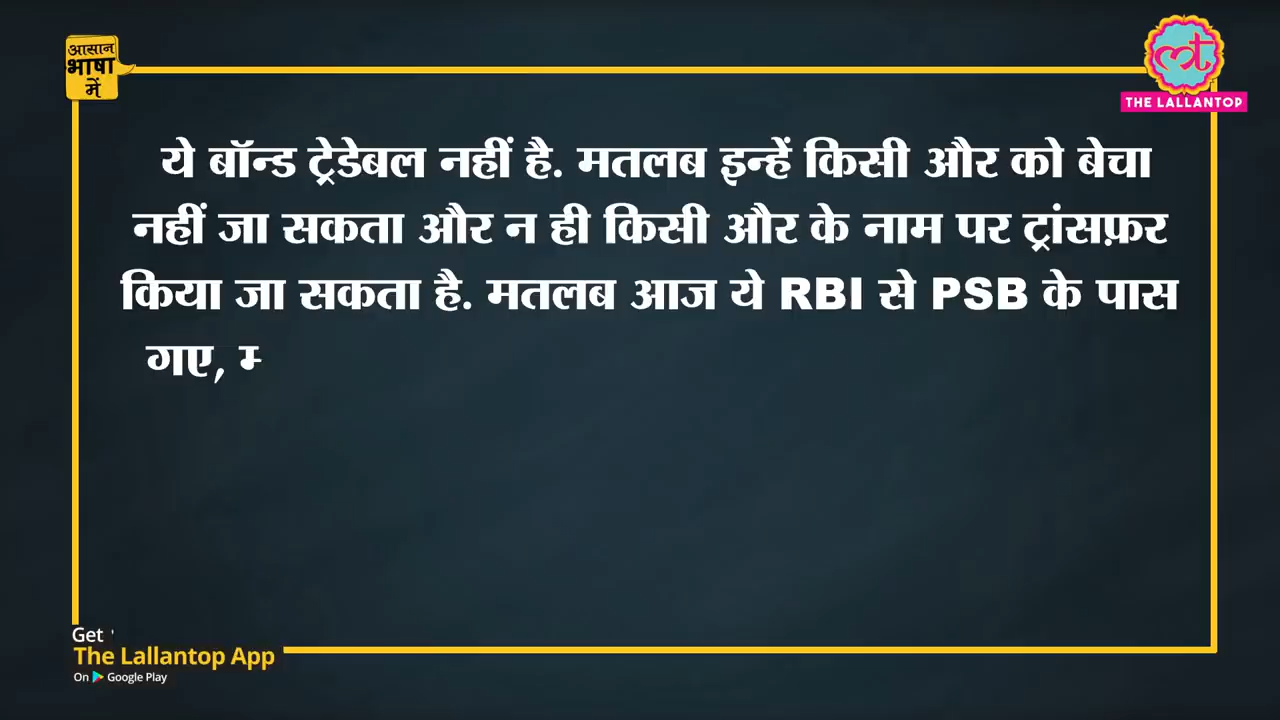 आसान
भाषा
में
THE LALLANTOP
ये बॉन्ड ट्रेडेबल नहीं है. मतलब इन्हें किसी और को बेचा
नहीं जा सकता और न ही किसी और के नाम पर ट्रांसफ़र
किया जा सकता है. मतलब आज ये RBI से PSB के पास
गए,
Get
The Lallantop App
On Google Play